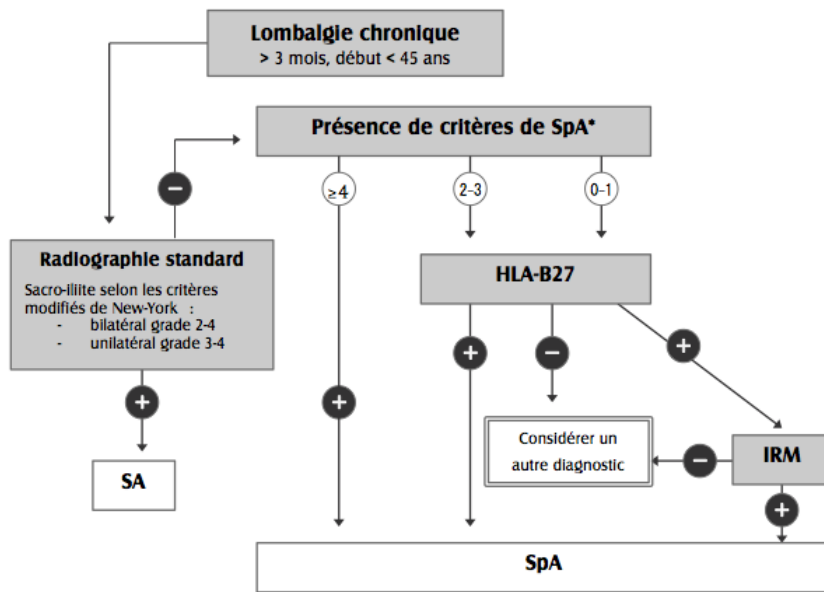 Lombalgie chronique
> 3 mois, début < 45 ans
Présence de critères de SpA*
−
≥4
2-3
0-1
Radiographie standard
Sacro-iliite selon les critères
modifiés de New-York :
- bilatéral grade 2-4
- unilatéral grade 3-4
HLA-B27
+
+
+
−
+
Considérer un
autre diagnostic
−
IRM
SA
+
SpA